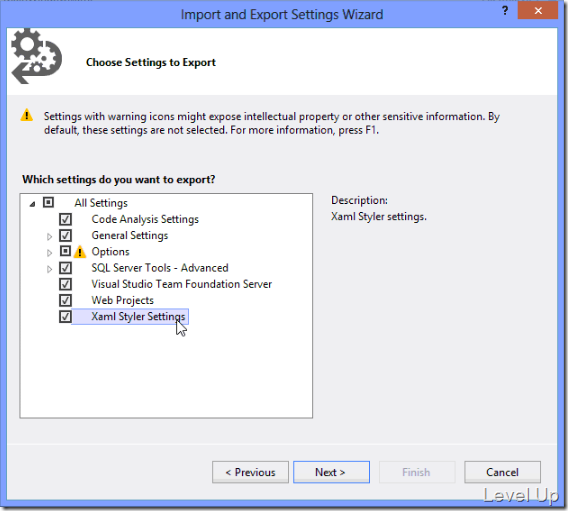 Import and Export Settings Wizard
?
Choose Settings to Export
Settings with warning icons might expose intellectual property or other sensitive information. By
default, these settings are not selected. For more information, press F1.
Which settings do you want to export?
All Settings
Code Analysis Settings
General Settings
Options
SQL Server Tools - Advanced
Visual Studio Team Foundation Server
Web Projects
Xaml Styler Settings
Description:
Xaml Styler settings.
< Previous
Next >
Finish
Cancel
Level Up